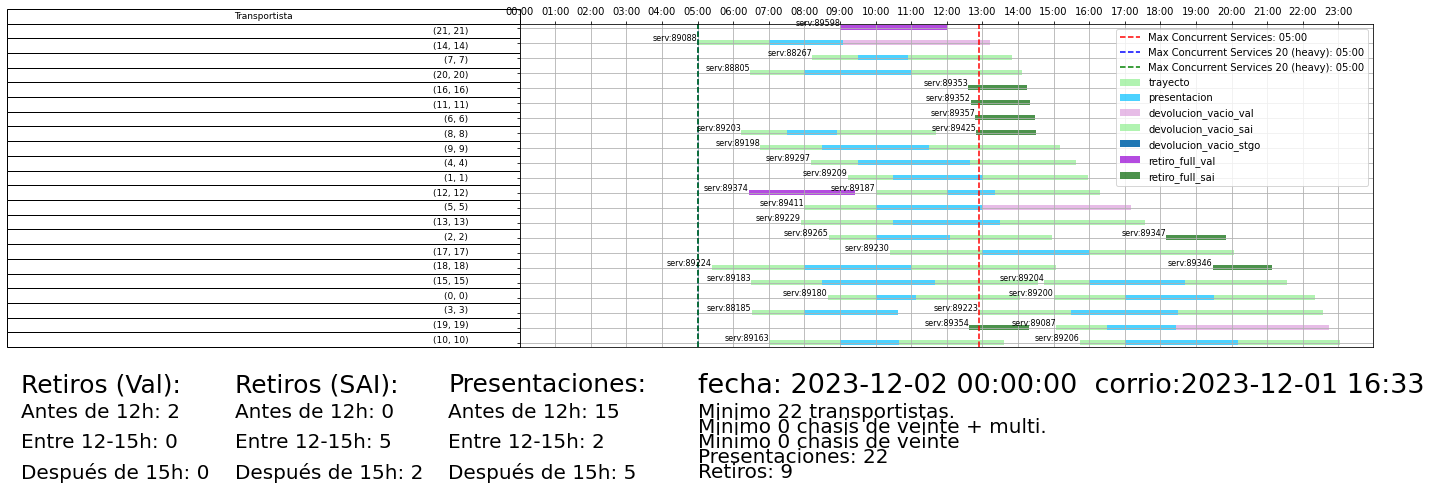 Transportista
00:00 01:00 02:00 03:00 04:00 05:00 06:00 07:00 08:00 09:00 10:00 11:00 12:00 13:00 14:00 15:00 16:00 17:00 18:00 19:00 20:00 21:00 22:00 23:00
(21, 21) serv:89598
(14, 14) serv:89088
(7, 7) serv:88267
(20, 20) serv:88805
(16, 16) serv:89353
(11, 11) serv:89352
(6, 6) serv:89357
(8, 8) serv:89203 serv:89425
(9, 9) serv:89198
(4, 4) serv:89297
(1, 1) serv:89209
(12, 12) serv:89374 serv:89187
(5, 5) serv:89411
(13, 13) serv:89229
(2, 2) serv:89265 serv:89347
(17, 17) serv:89230
(18, 18) serv:89224 serv:89346
(15, 15) serv:89183 serv:89204
(0, 0) serv:89180 serv:89200
(3, 3) serv:88185 serv:89223
(19, 19) serv:89354 serv:89087
(10, 10) serv:89163 serv:89206
Max Concurrent Services: 05:00
Max Concurrent Services 20 (heavy): 05:00
Max Concurrent Services 20 (heavy): 05:00
trayecto
presentacion
devolucion_vacio_val
devolucion_vacio_sai
devolucion_vacio_stgo
retiro_full_val
retiro_full_sai
Retiros (Val):
Antes de 12h: 2
Entre 12-15h: 0
Después de 15h: 0
Retiros (SAI):
Antes de 12h: 0
Entre 12-15h: 5
Después de 15h: 2
Presentaciones:
Antes de 12h: 15
Entre 12-15h: 2
Después de 15h: 5
fecha: 2023-12-02 00:00:00 corrio:2023-12-01 16:33
Minimo 22 transportistas.
Minimo 0 chasis de veinte + multi.
Minimo 0 chasis de veinte
Presentaciones: 22
Retiros: 9